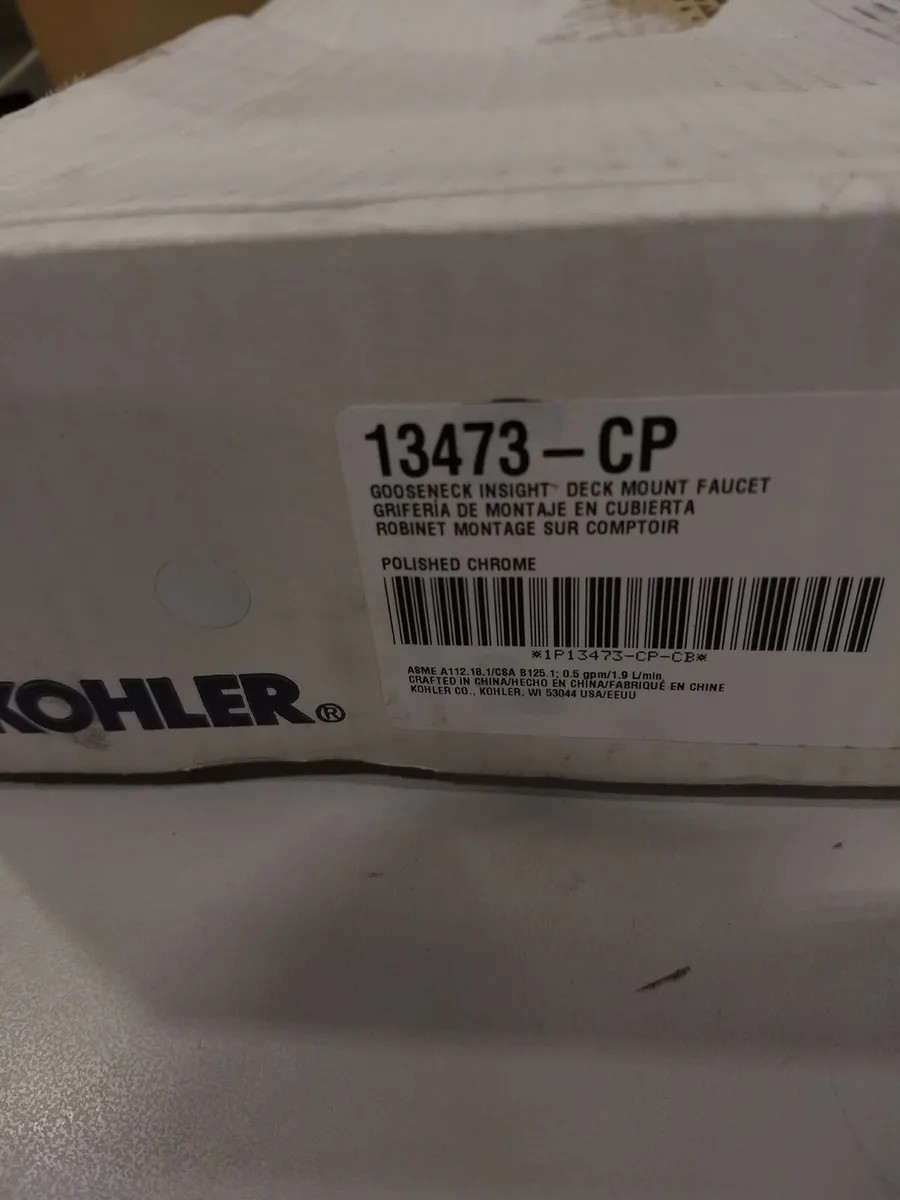 13473-CP
GOOSENECK INSIGHT™ DECK MOUNT FAUCET
GRIFERÍA DE MONTAJE EN CUBIERTA
ROBINET MONTAGE SUR COMPTOIR
POLISHED CHROME
*1P13473-CP-CB*
ASME A112.18.1/CSA B125.1; 0.5 gpm/1.9 L/min
CRAFTED IN CHINA/HECHO EN CHINA/FABRIQUÉ EN CHINE
KOHLER CO., KOHLER, WI 53044 USA/EEUU
KOHLER®